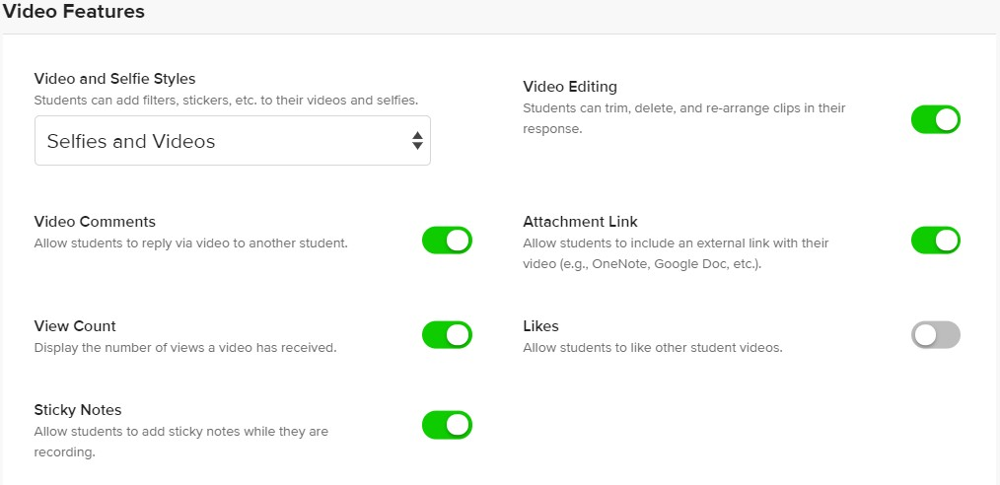 Video Features
Video and Selfie Styles
Students can add filters, stickers, etc. to their videos and selfies.
Selfies and Videos
Video Editing
Students can trim, delete, and re-arrange clips in their
response.
Video Comments
Allow students to reply via video to another student.
Attachment Link
Allow students to include an external link with their
video (e.g., OneNote, Google Doc, etc.).
View Count
Display the number of views a video has received.
Likes
Allow students to like other student videos.
Sticky Notes
Allow students to add sticky notes while they are
recording.